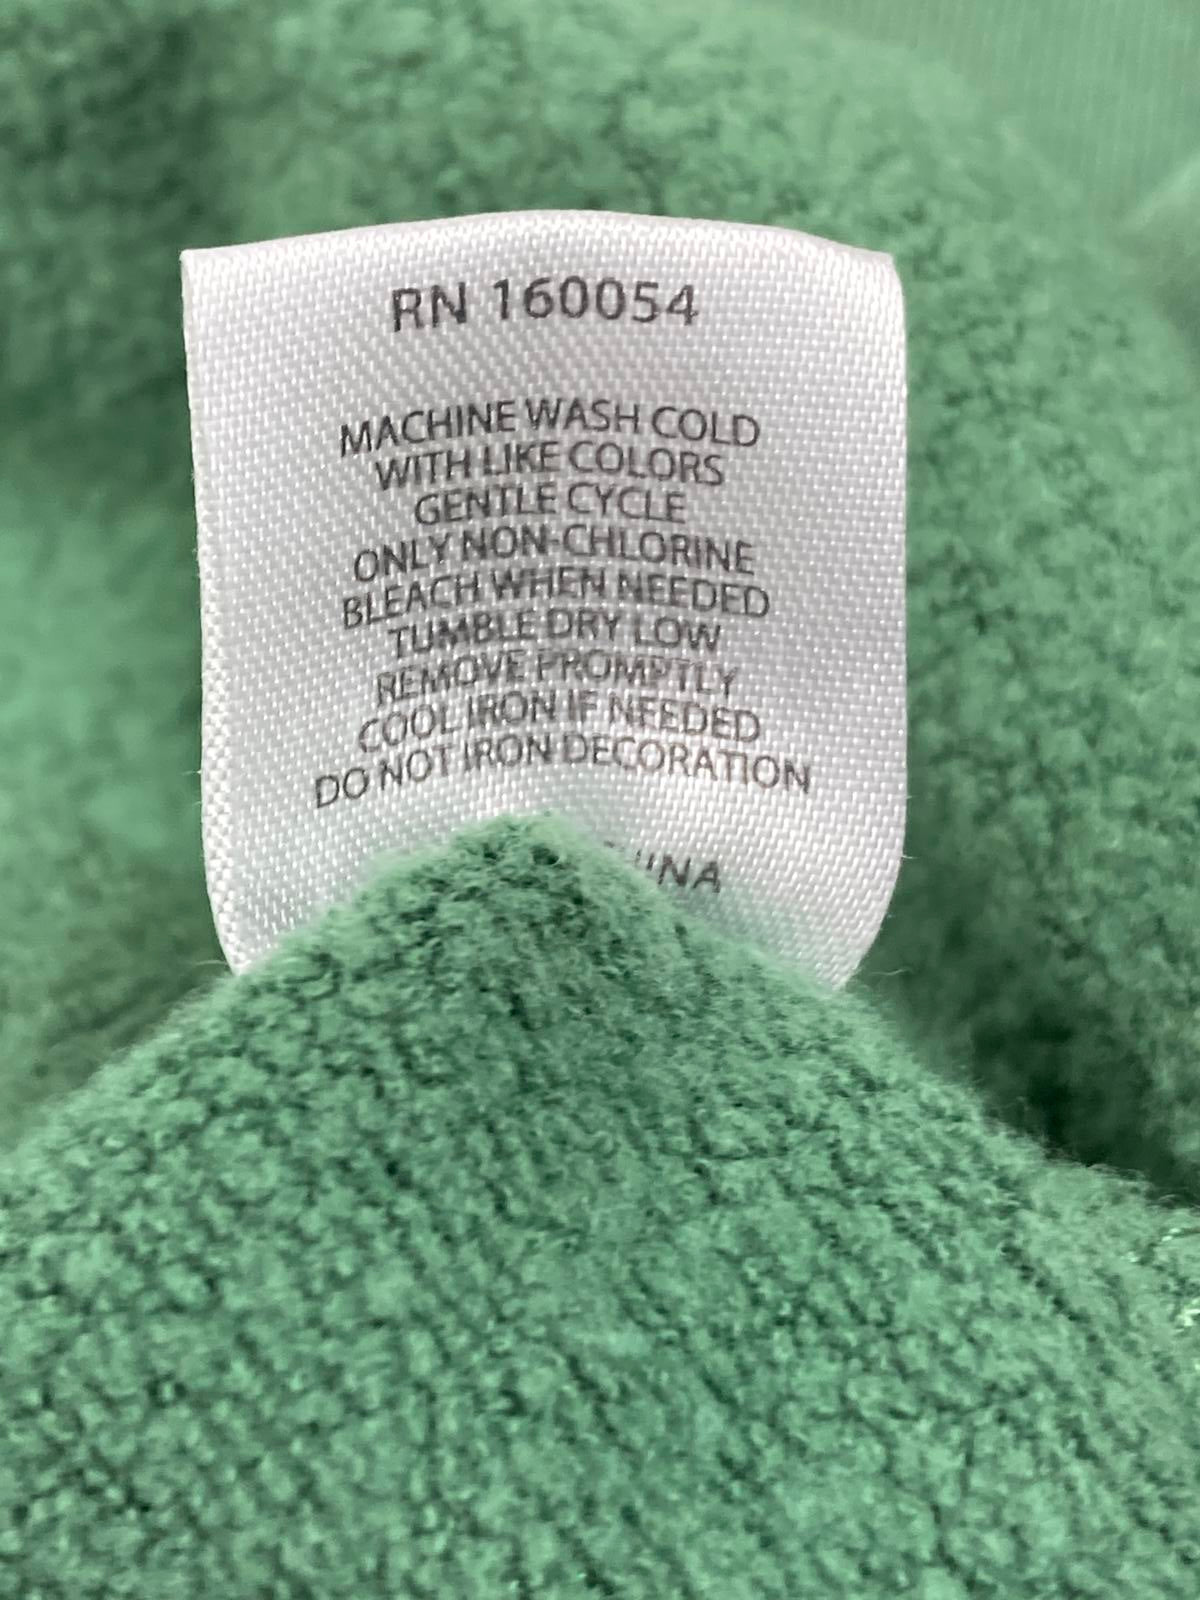 RN 160054
MACHINE WASH COLD
WITH LIKE COLORS
GENTLE CYCLE
ONLY NON-CHLORINE
BLEACH WHEN NEEDED
TUMBLE DRY LOW
REMOVE PROMPTLY
COOL IRON IF NEEDED
DO NOT IRON DECORATION